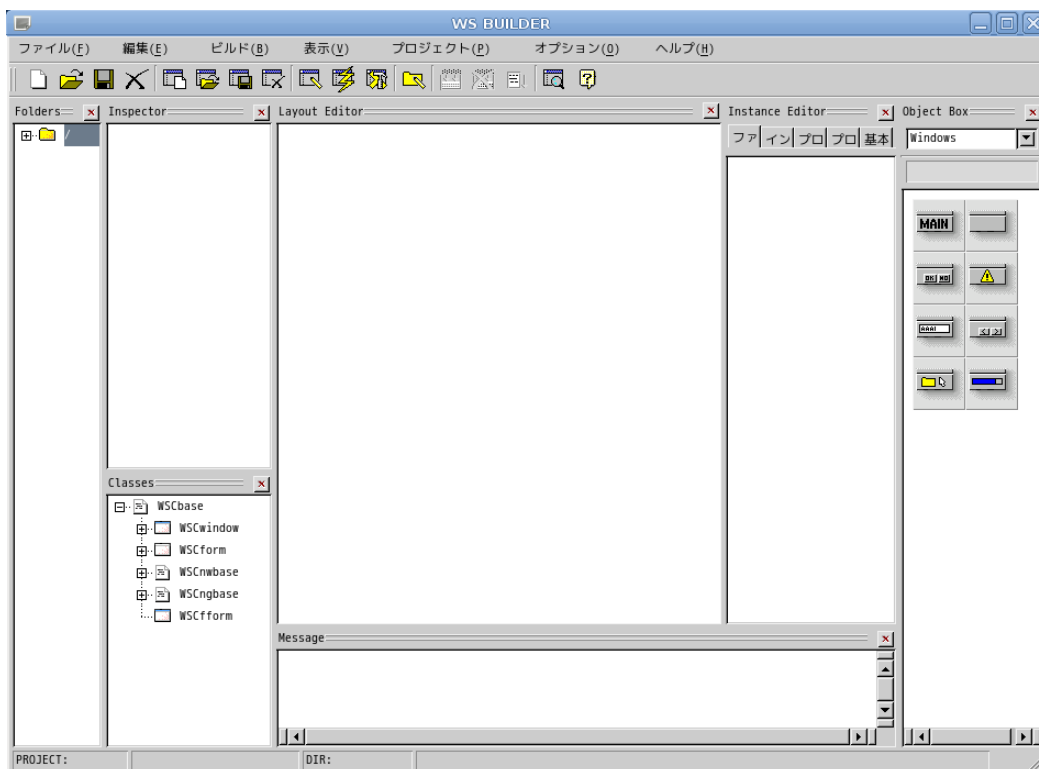 WS BUILDER
ファイル(F) 編集(E) ビルド(B) 表示(V) プロジェクト(P) オプション(O) ヘルプ(H)
Folders Inspector Layout Editor Instance Editor Object Box
/
ファ イン プロ プロ 基本
Windows
MAIN
OK NO
AAAA
Classes
WSCbase
WSCwindow
WSCform
WSCnwbase
WSCngbase
WSCfform
Message
PROJECT: DIR: